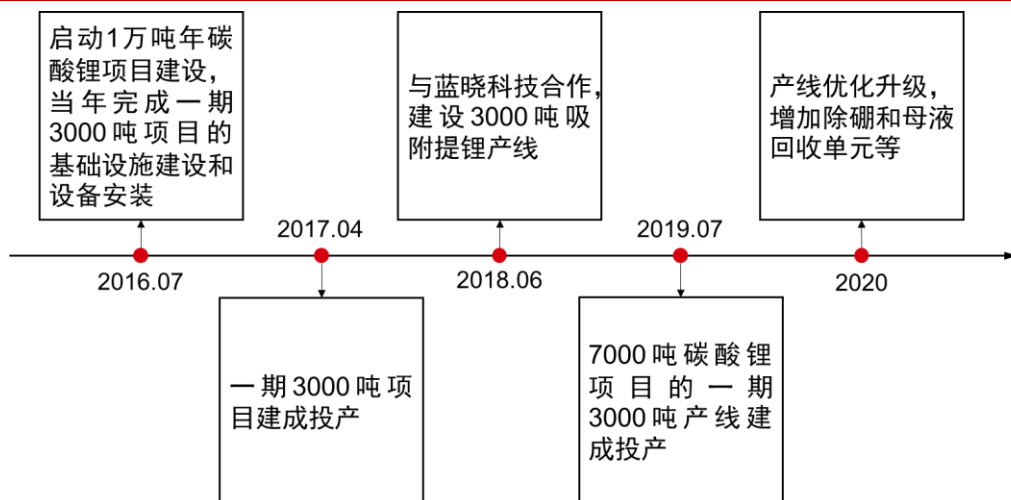 启动1万吨年碳
酸锂项目建设，
当年完成一期
3000吨项目的
基础设施建设和
设备安装
2016.07
2017.04
一期3000吨项
目建成投产
与蓝晓科技合作，
建设3000吨吸
附提锂产线
2018.06
2019.07
7000吨碳酸锂
项目的一期
3000吨产线建
成投产
产线优化升级，
增加除硼和母液
回收单元等
2020